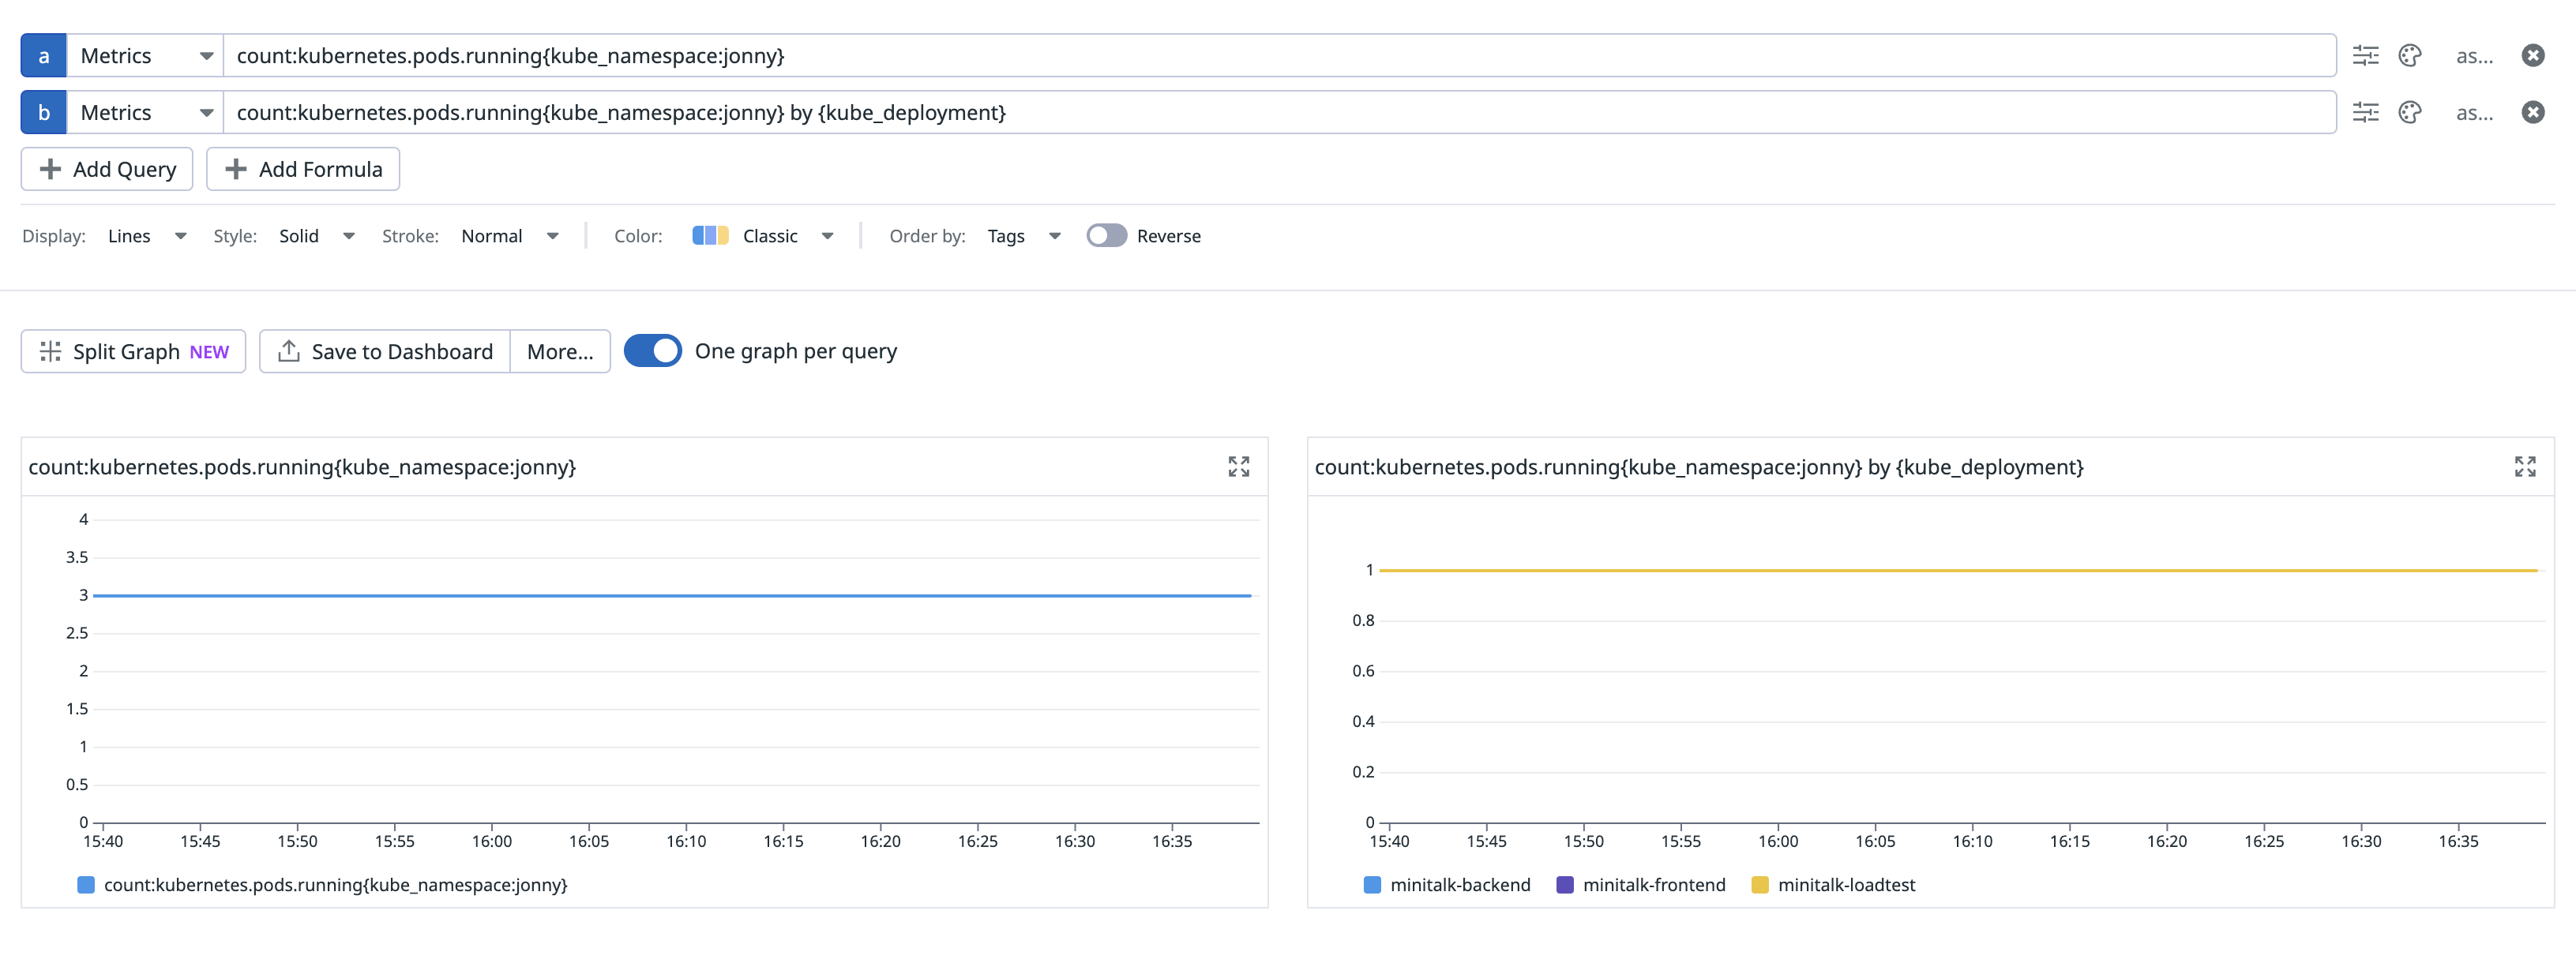 a Metrics count:kubernetes.pods.running{kube_namespace:jonny} as...
b Metrics count:kubernetes.pods.running{kube_namespace:jonny} by {kube_deployment} as...
Add Query Add Formula
Display: Lines Style: Solid Stroke: Normal Color: Classic Order by: Tags Reverse
Split Graph NEW Save to Dashboard More... One graph per query
count:kubernetes.pods.running{kube_namespace:jonny}
4
3.5
3
2.5
2
1.5
1
0.5
0
15:40 15:45 15:50 15:55 16:00 16:05 16:10 16:15 16:20 16:25 16:30 16:35
count:kubernetes.pods.running{kube_namespace:jonny}
count:kubernetes.pods.running{kube_namespace:jonny} by {kube_deployment}
1
0.8
0.6
0.4
0.2
0
15:40 15:45 15:50 15:55 16:00 16:05 16:10 16:15 16:20 16:25 16:30 16:35
minitalk-backend minitalk-frontend minitalk-loadtest